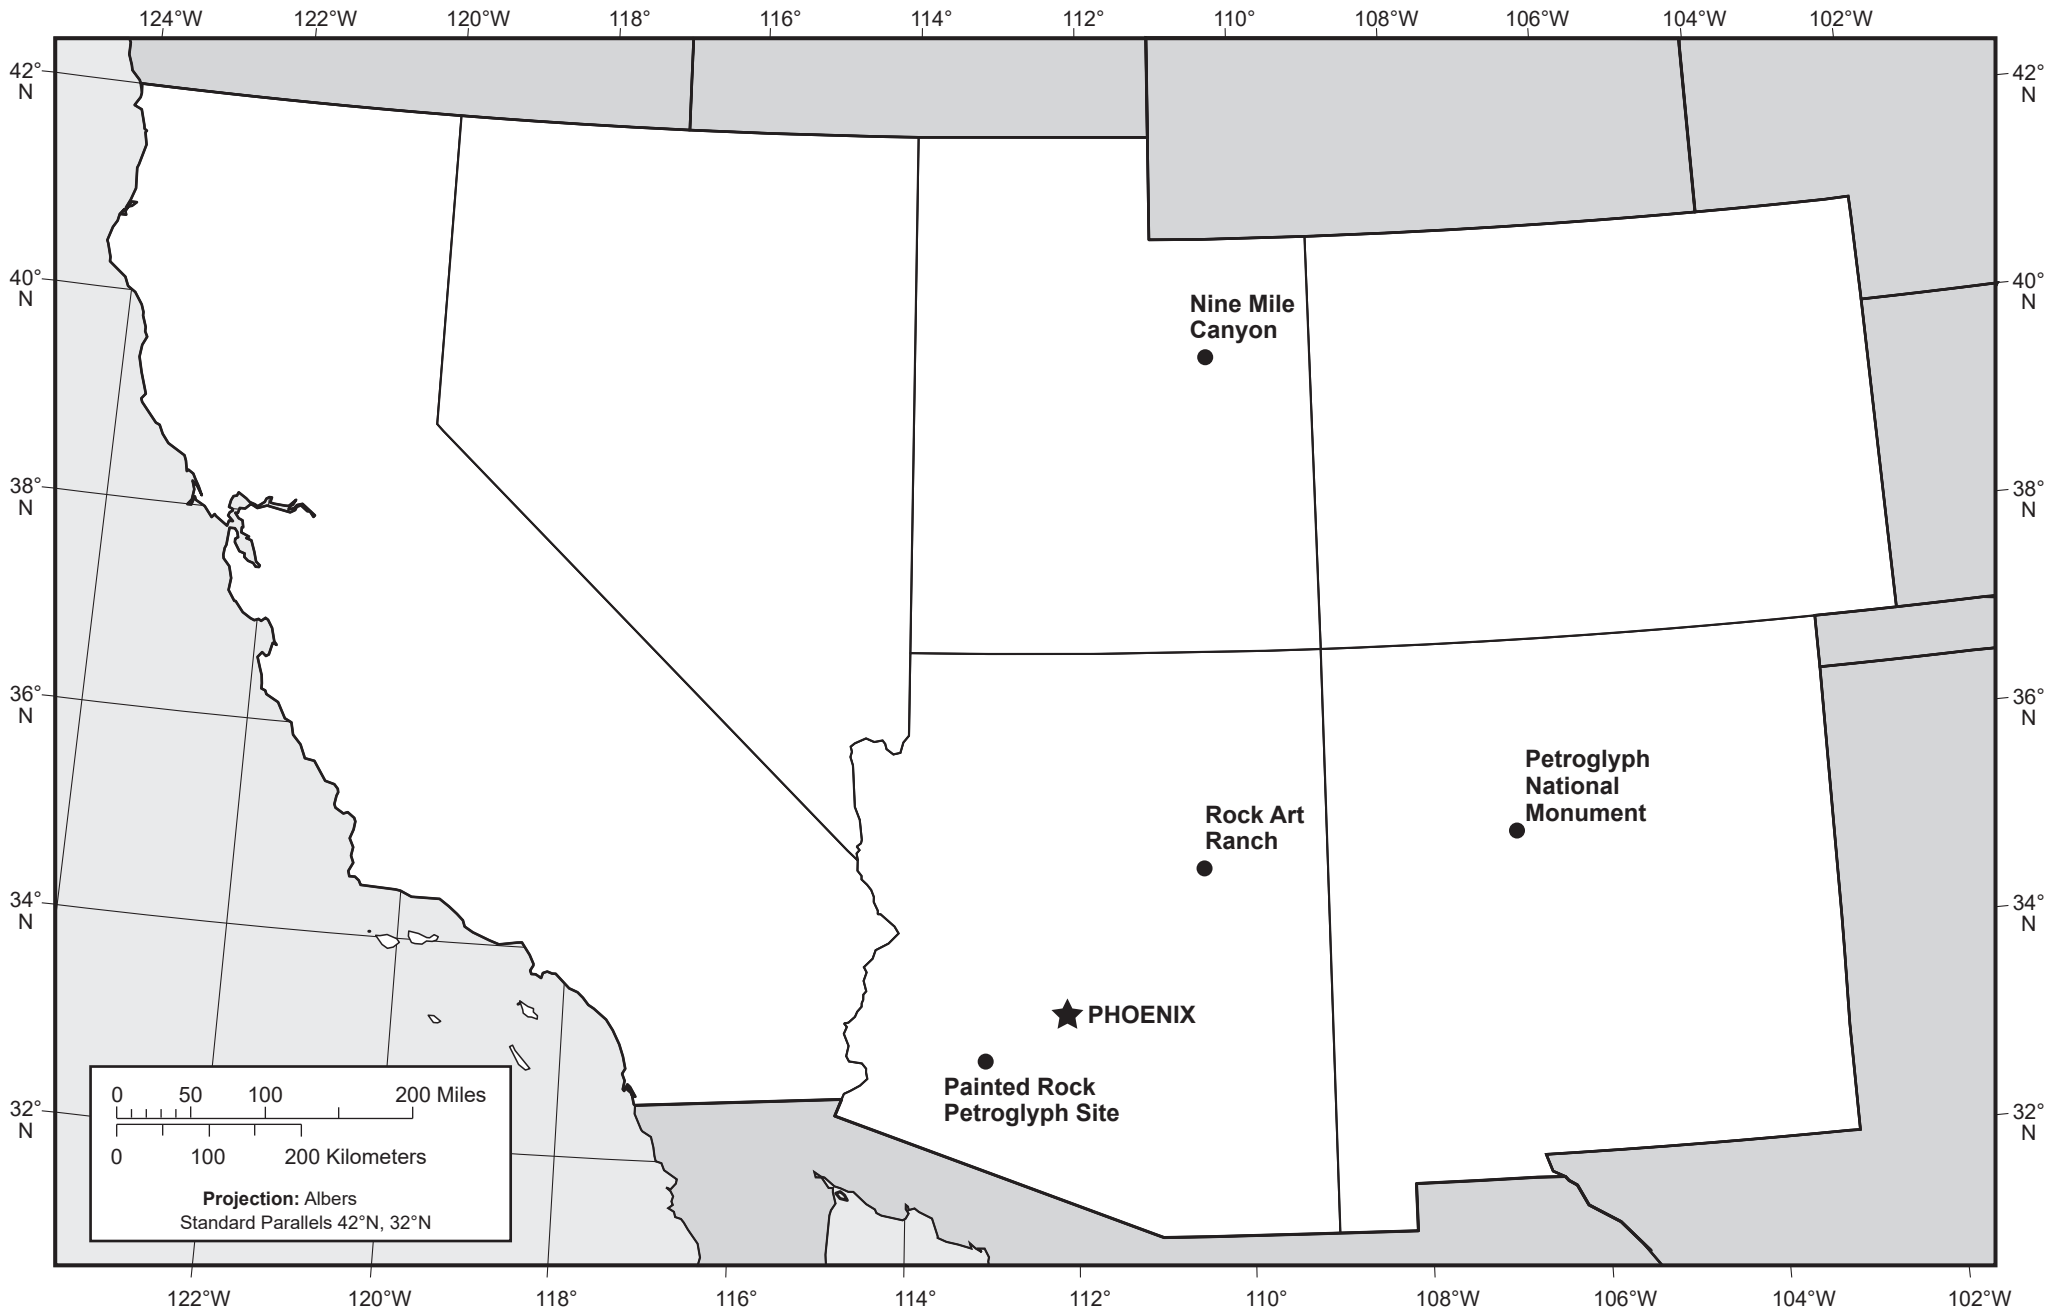 124°W 122°W 120°W 118° 116° 114° 112° 110° 108°W 106°W 104°W 102°W
42°
N
42°
N
40°
N
40°
N
Nine Mile
Canyon
38°
N
38°
N
36°
N
36°
N
Petroglyph
National
Monument
Rock Art
Ranch
34°
N
34°
N
PHOENIX
Painted Rock
Petroglyph Site
32°
N
32°
N
0 50 100 200 Miles
0 100 200 Kilometers
Projection: Albers
Standard Parallels 42°N, 32°N
122°W 120°W 118° 116° 114° 112° 110° 108°W 106°W 104°W 102°W